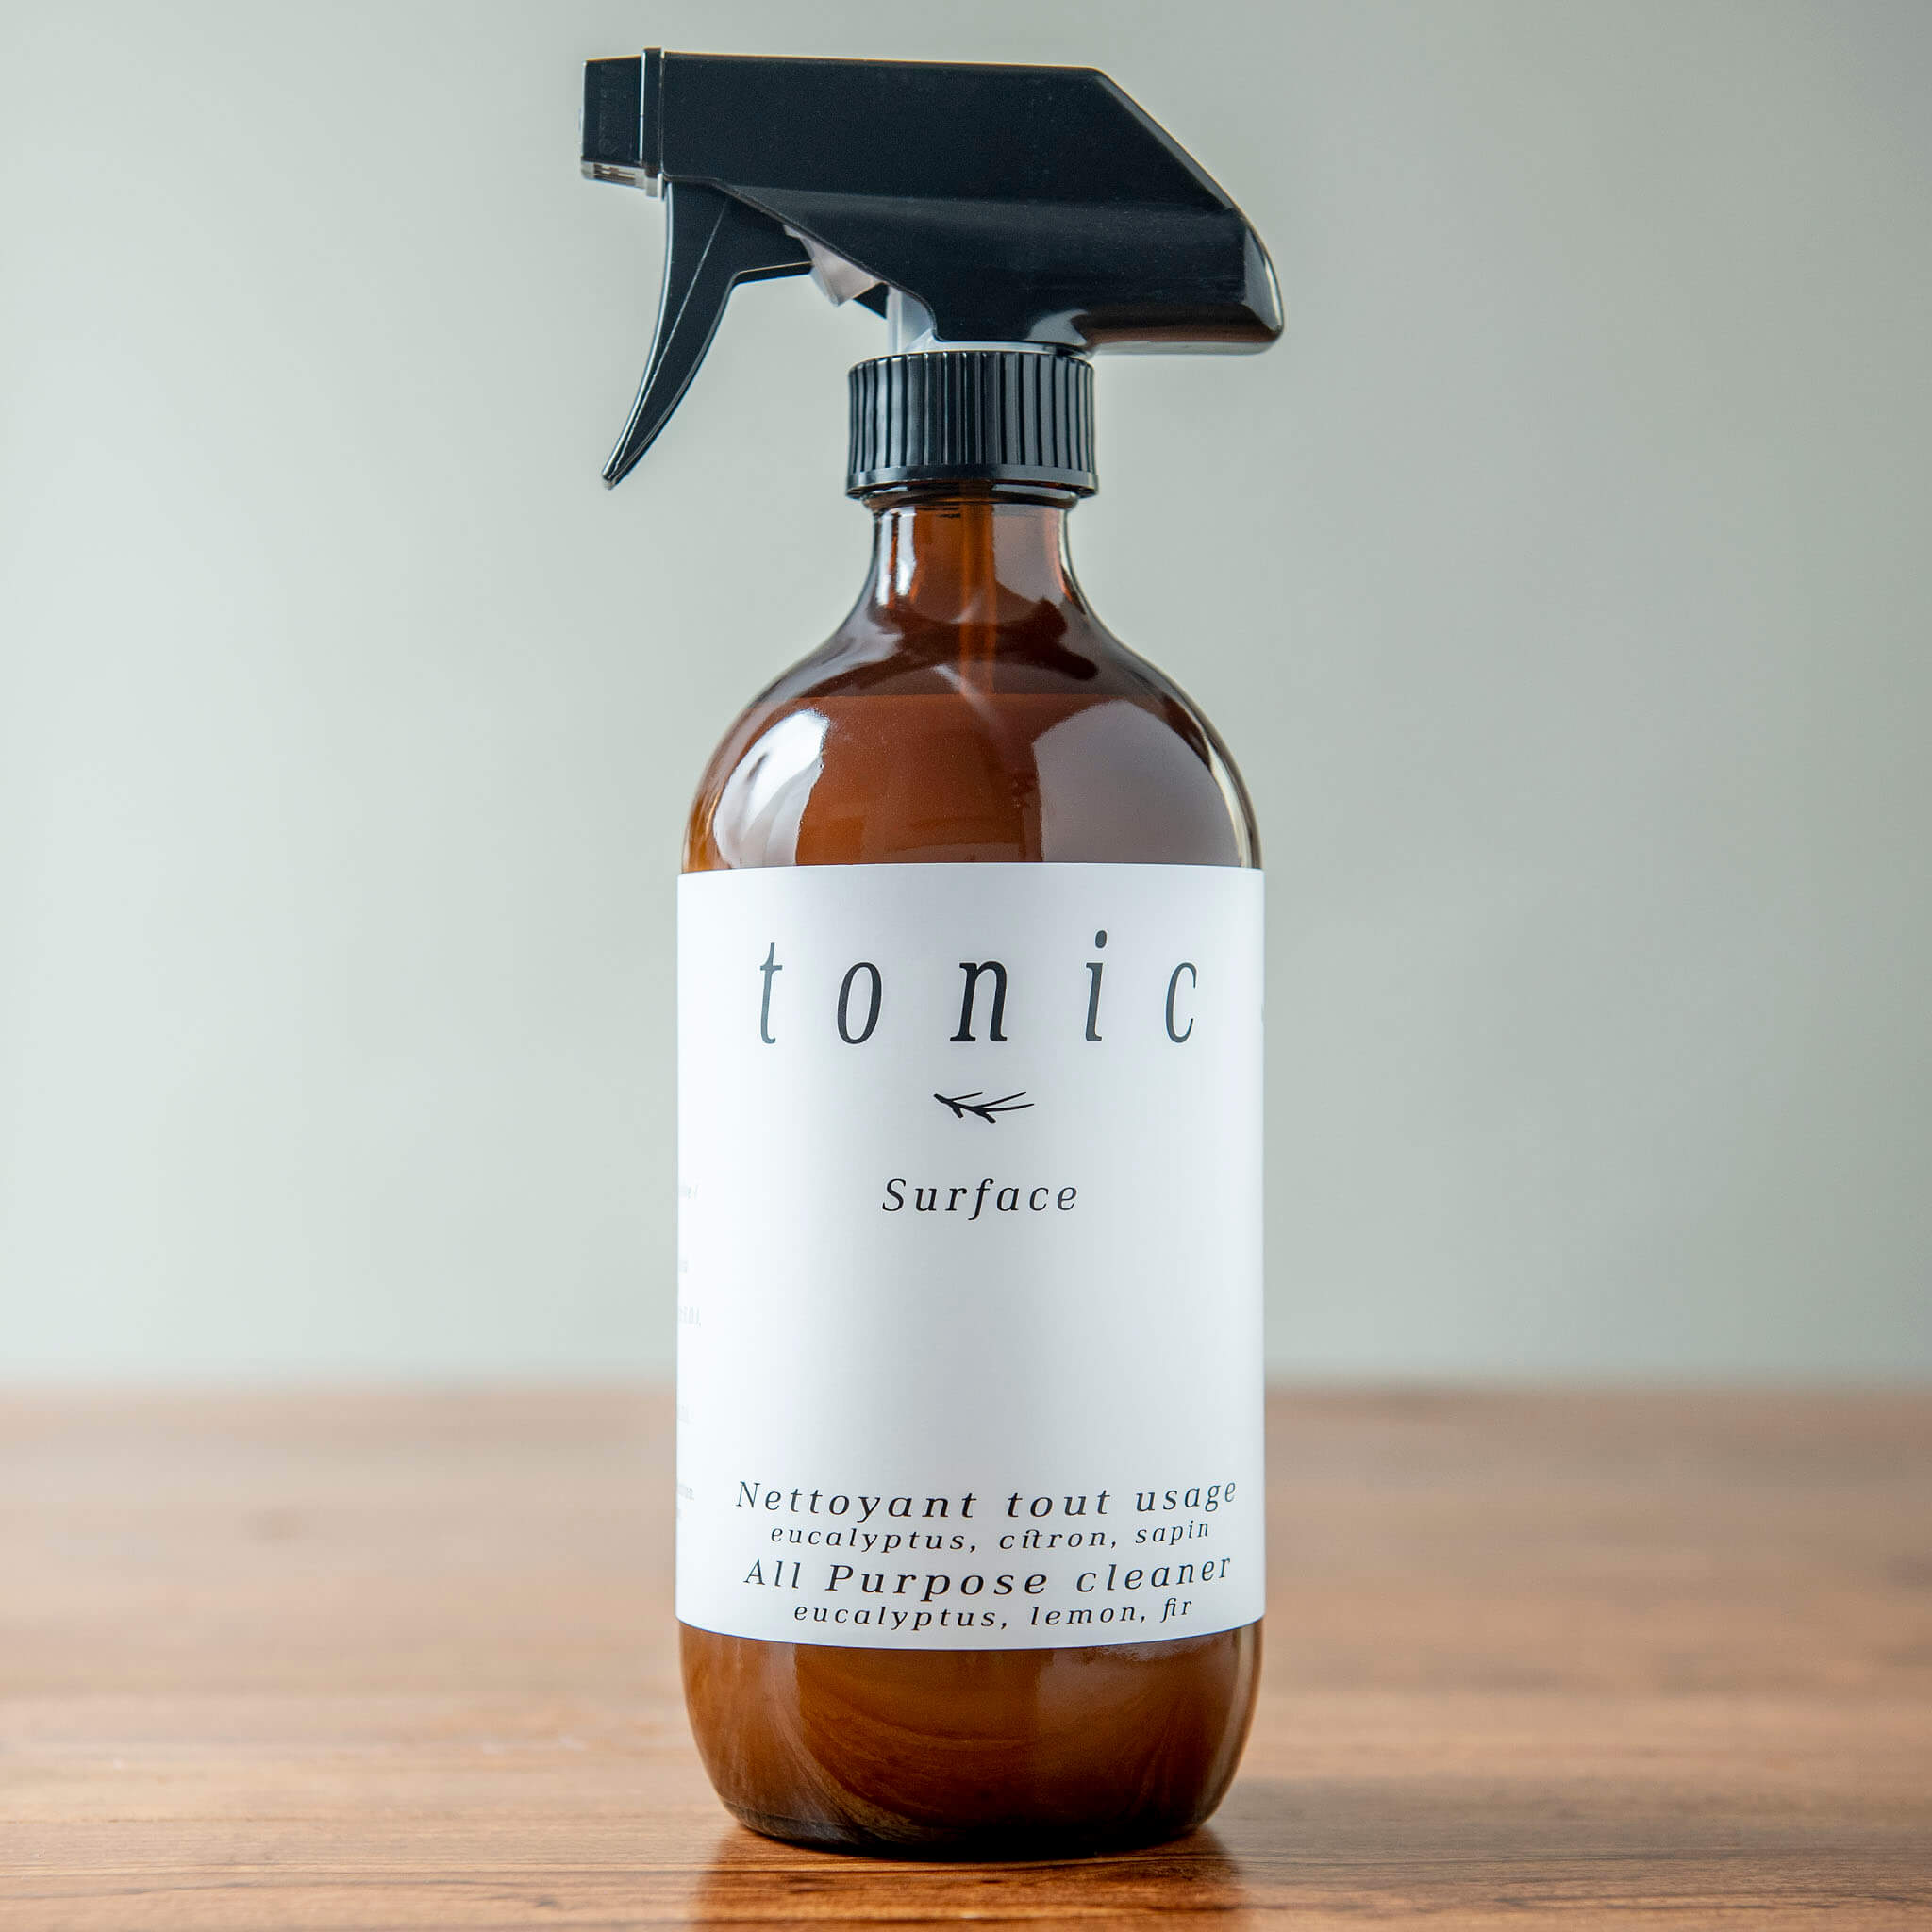 tonic
Surface
Nettoyant tout usage
eucalyptus, citron, sapin
All Purpose cleaner
eucalyptus, lemon, fir